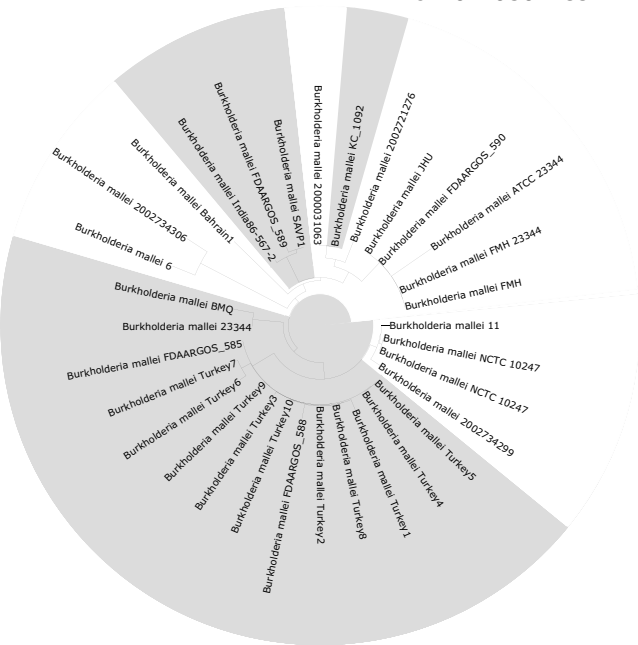 Burkholderia mallei 2000031063
Burkholderia mallei KC_1092
Burkholderia mallei 2002721276
Burkholderia mallei JHU
Burkholderia mallei FDAARGOS_590
Burkholderia mallei ATCC 23344
Burkholderia mallei FMH 23344
Burkholderia mallei FMH
Burkholderia mallei 11
Burkholderia mallei NCTC 10247
Burkholderia mallei NCTC 10247
Burkholderia mallei 2002734299
Burkholderia mallei Turkey5
Burkholderia mallei Turkey4
Burkholderia mallei Turkey1
Burkholderia mallei Turkey8
Burkholderia mallei Turkey2
Burkholderia mallei FDAARGOS_588
Burkholderia mallei Turkey10
Burkholderia mallei Turkey3
Burkholderia mallei Turkey9
Burkholderia mallei Turkey6
Burkholderia mallei Turkey7
Burkholderia mallei FDAARGOS_585
Burkholderia mallei 23344
Burkholderia mallei BMQ
Burkholderia mallei 6
Burkholderia mallei 2002734306
Burkholderia mallei Bahrain1
Burkholderia mallei India86-567-2
Burkholderia mallei FDAARGOS_589
Burkholderia mallei SAVP1